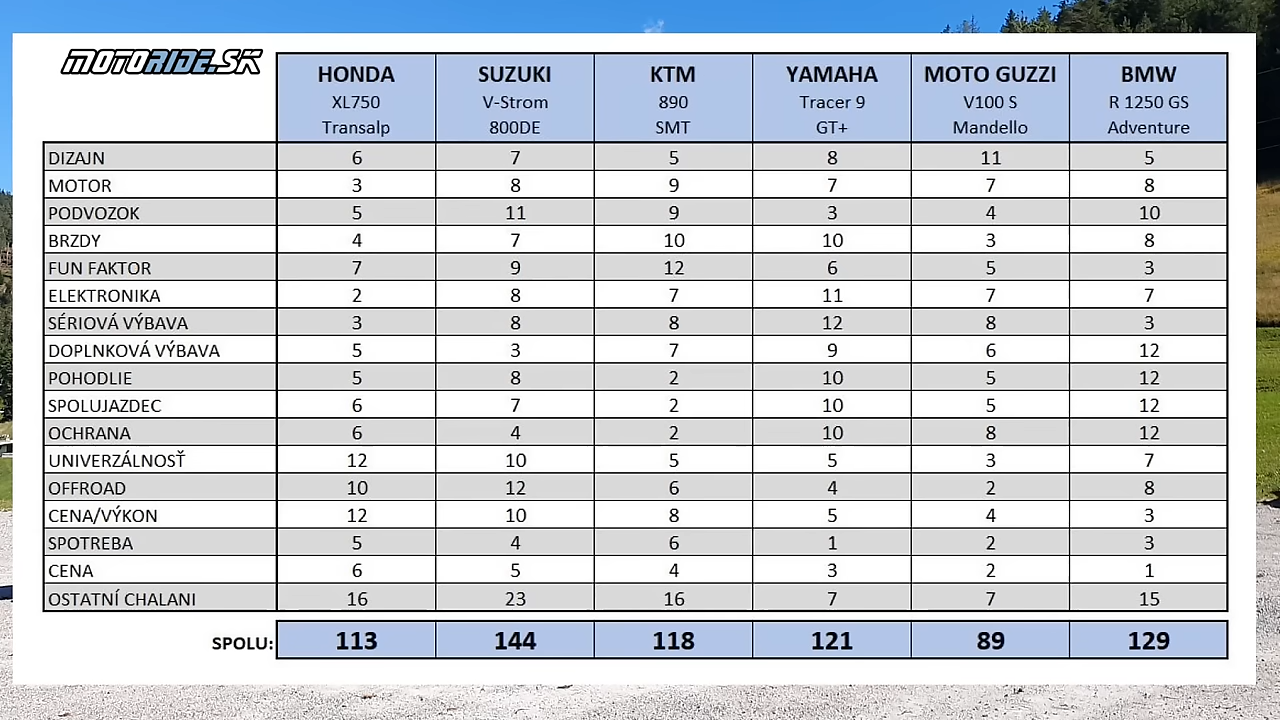 MOTORIDE.SK
HONDA SUZUKI KTM YAMAHA MOTO GUZZI BMW
XL750 V-Strom 890 Tracer 9 V100 S R 1250 GS
Transalp 800DE SMT GT+ Mandello Adventure
DIZAJN 6 7 5 8 11 5
MOTOR 3 8 9 7 7 8
PODVOZOK 5 11 9 3 4 10
BRZDY 4 7 10 10 3 8
FUN FAKTOR 7 9 12 6 5 3
ELEKTRONIKA 2 8 7 11 7 7
SÉRIOVÁ VÝBAVA 3 8 8 12 8 3
DOPLNKOVÁ VÝBAVA 5 3 7 9 6 12
POHODLIE 5 8 2 10 5 12
SPOLUJAZDEC 6 7 2 10 5 12
OCHRANA 6 4 2 10 8 12
UNIVERZÁLNOSŤ 12 10 5 5 3 7
OFFROAD 10 12 6 4 2 8
CENA/VÝKON 12 10 8 5 4 3
SPOTREBA 5 4 6 1 2 3
CENA 6 5 4 3 2 1
OSTATNÍ CHALANI 16 23 16 7 7 15
SPOLU: 113 144 118 121 89 129